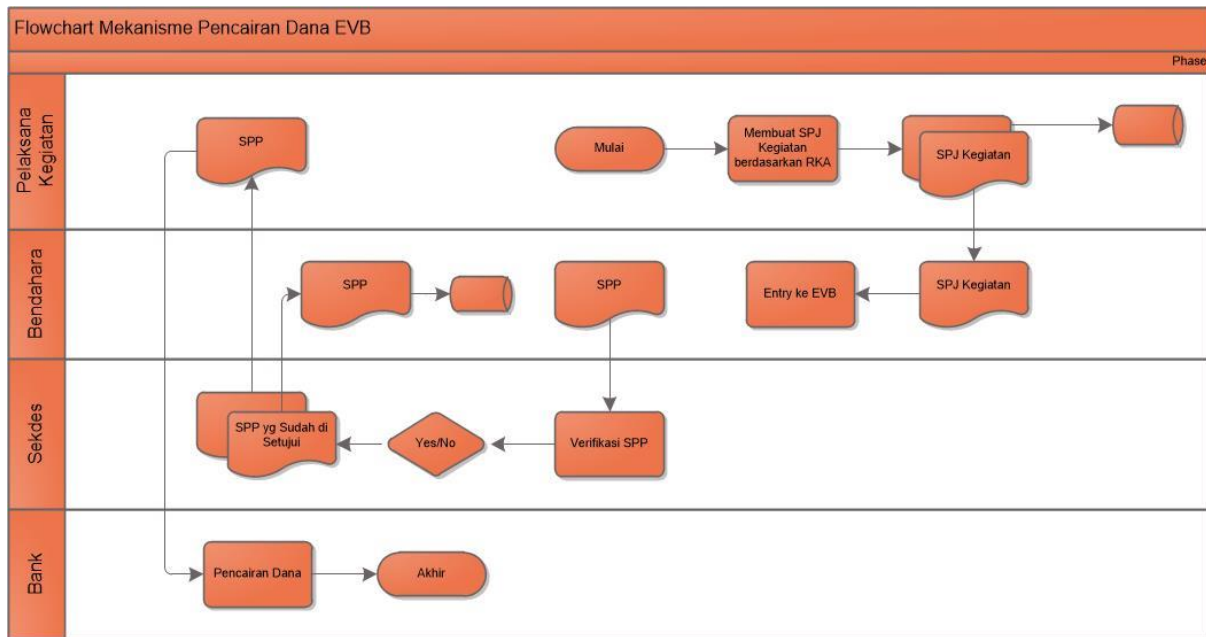 Flowchart Mekanisme Pencairan Dana EVB
Phase
Pelaksana
Kegiatan
SPP
Mulai
Membuat SPJ
Kegiatan
berdasarkan RKA
SPJ Kegiatan
Bendahara
SPP
SPP
Entry ke EVB
SPJ Kegiatan
Sekdes
SPP yg Sudah di
Setujui
Yes/No
Verifikasi SPP
Bank
Pencairan Dana
Akhir